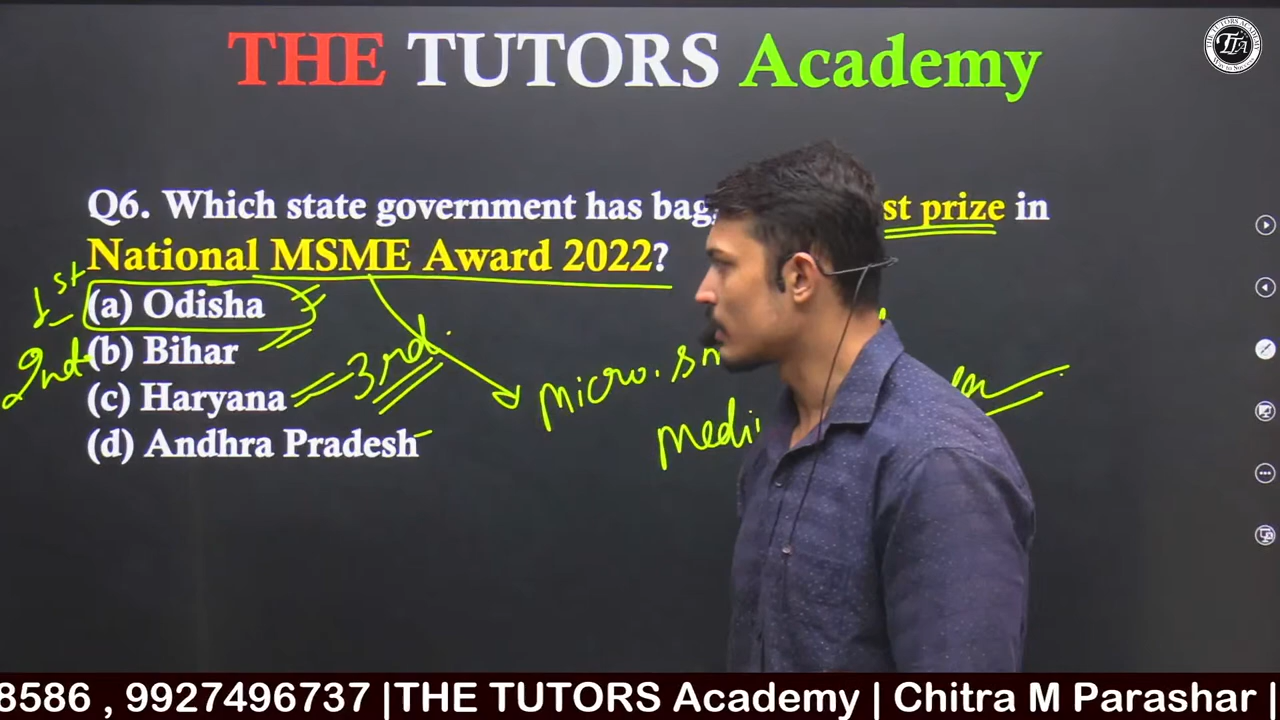 THE TUTORS Academy
Q6. Which state government has bag st prize in
National MSME Award 2022?
1st (a) Odisha
2nd (b) Bihar
(c) Haryana 3rd
(d) Andhra Pradesh
Micro. sm
Medi
8586 , 9927496737 |THE TUTORS Academy | Chitra M Parashar |